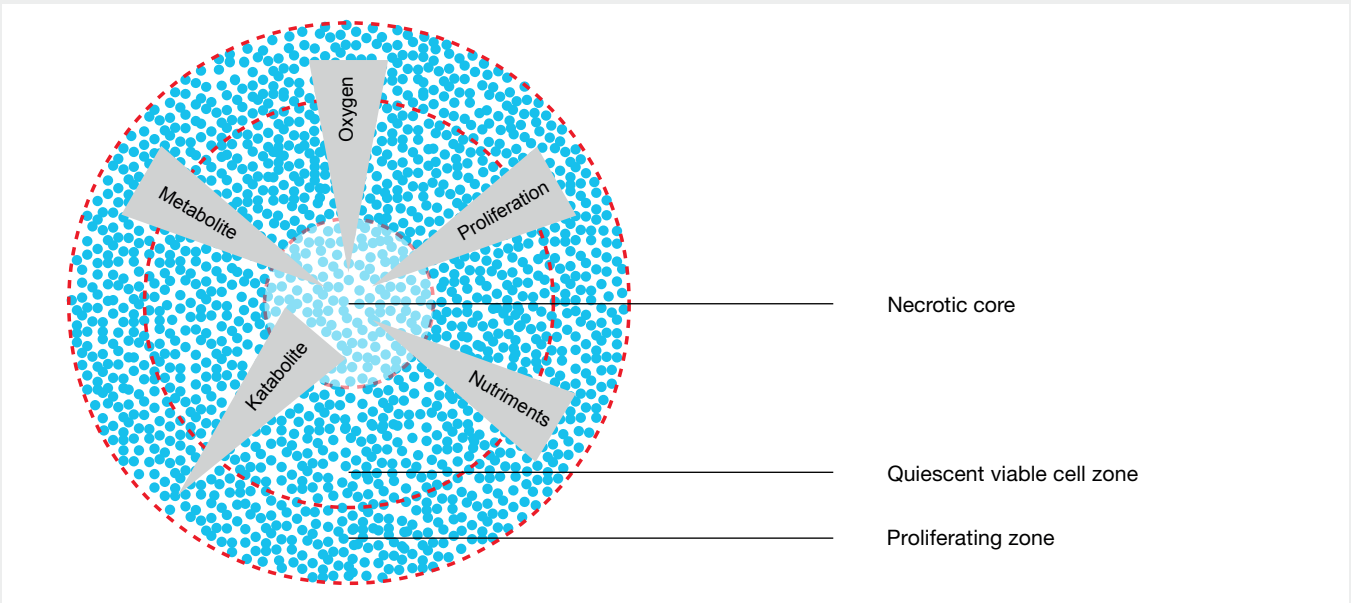 Oxygen
Metabolite
Proliferation
Necrotic core
Katabolite
Nutriments
Quiescent viable cell zone
Proliferating zone